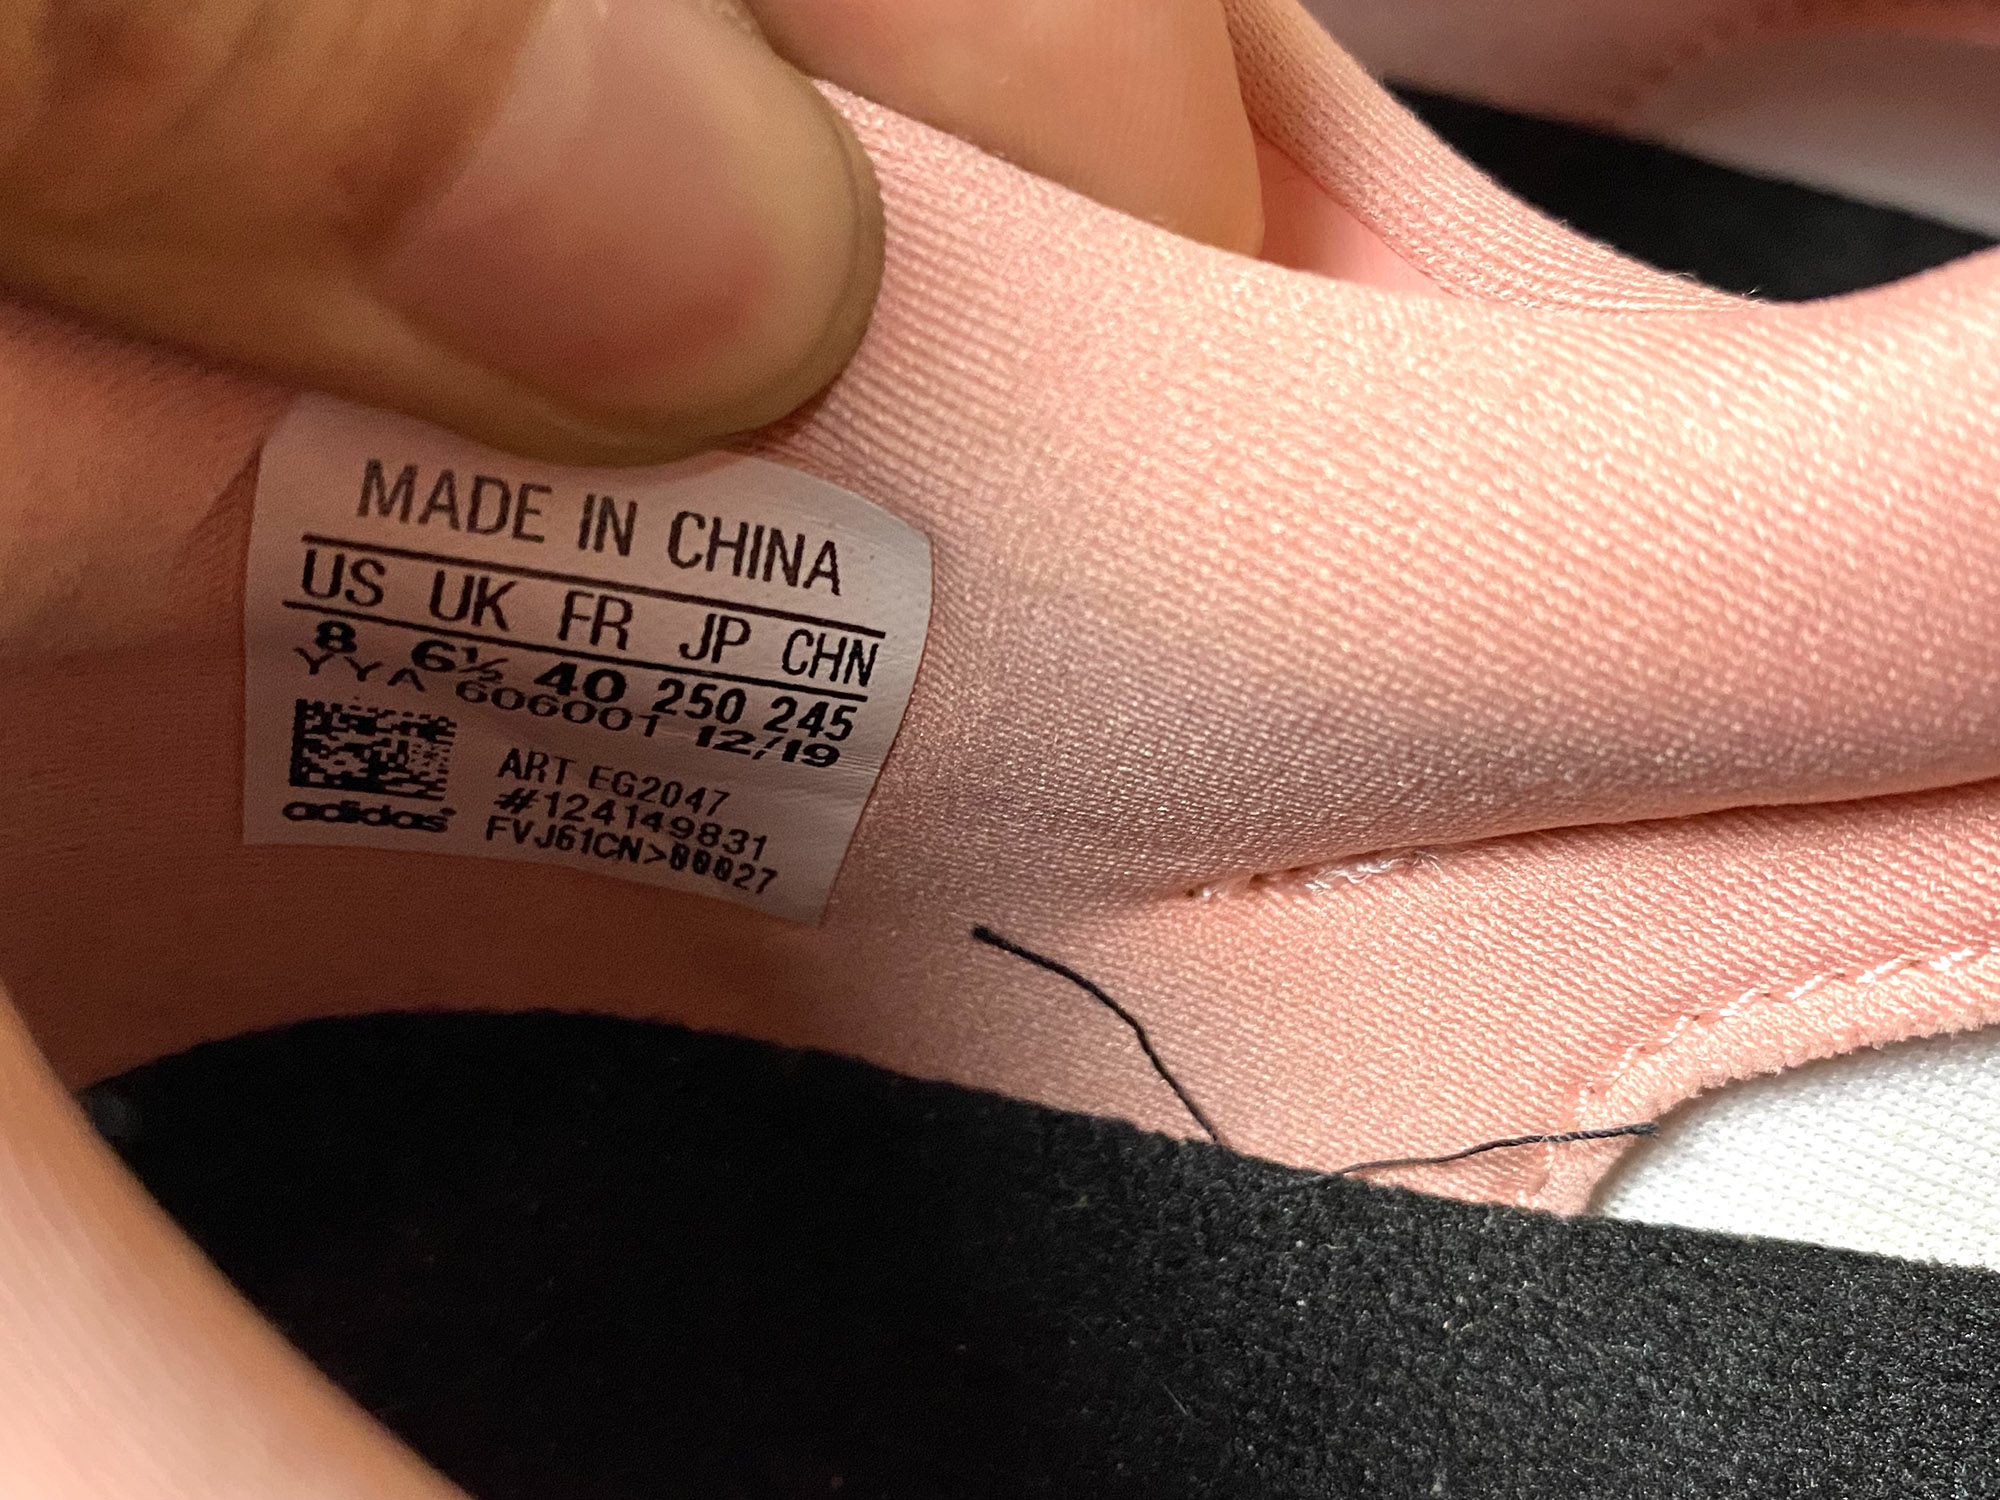 MADE IN CHINA
US UK FR JP CHN
8 6½ 40 250 245
YYA 606001 12/19
ART EG2047
#124149831
FVJ61CN>00027
adidas